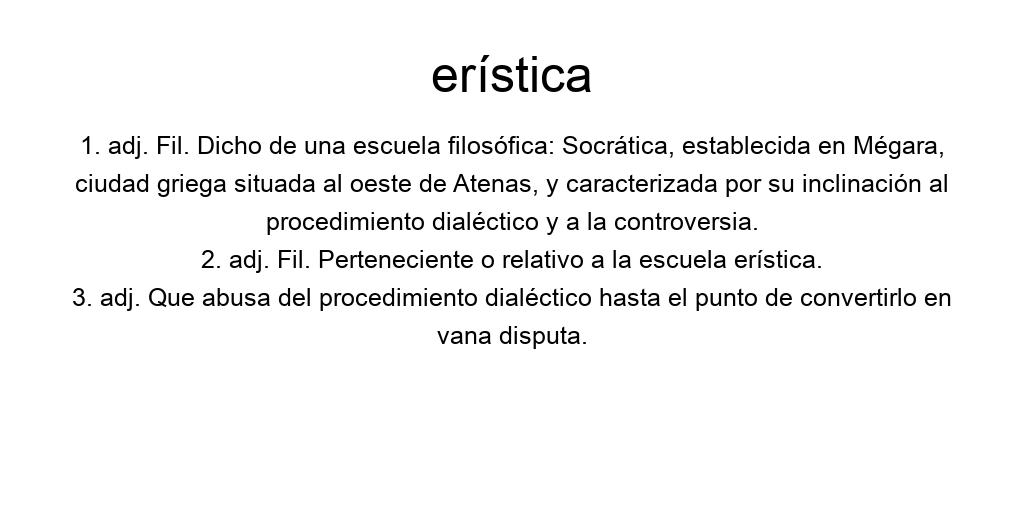 erística
1. adj. Fil. Dicho de una escuela filosófica: Socrática, establecida en Mégara,
ciudad griega situada al oeste de Atenas, y caracterizada por su inclinación al
procedimiento dialéctico y a la controversia.
2. adj. Fil. Perteneciente o relativo a la escuela erística.
3. adj. Que abusa del procedimiento dialéctico hasta el punto de convertirlo en
vana disputa.